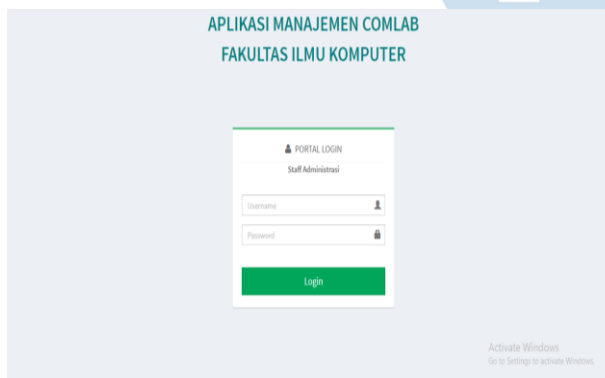 APLIKASI MANAJEMEN COMLAB
FAKULTAS ILMU KOMPUTER
PORTAL LOGIN
Staff Administrasi
Username
Password
Login
Activate Windows
Go to Settings to activate Windows.